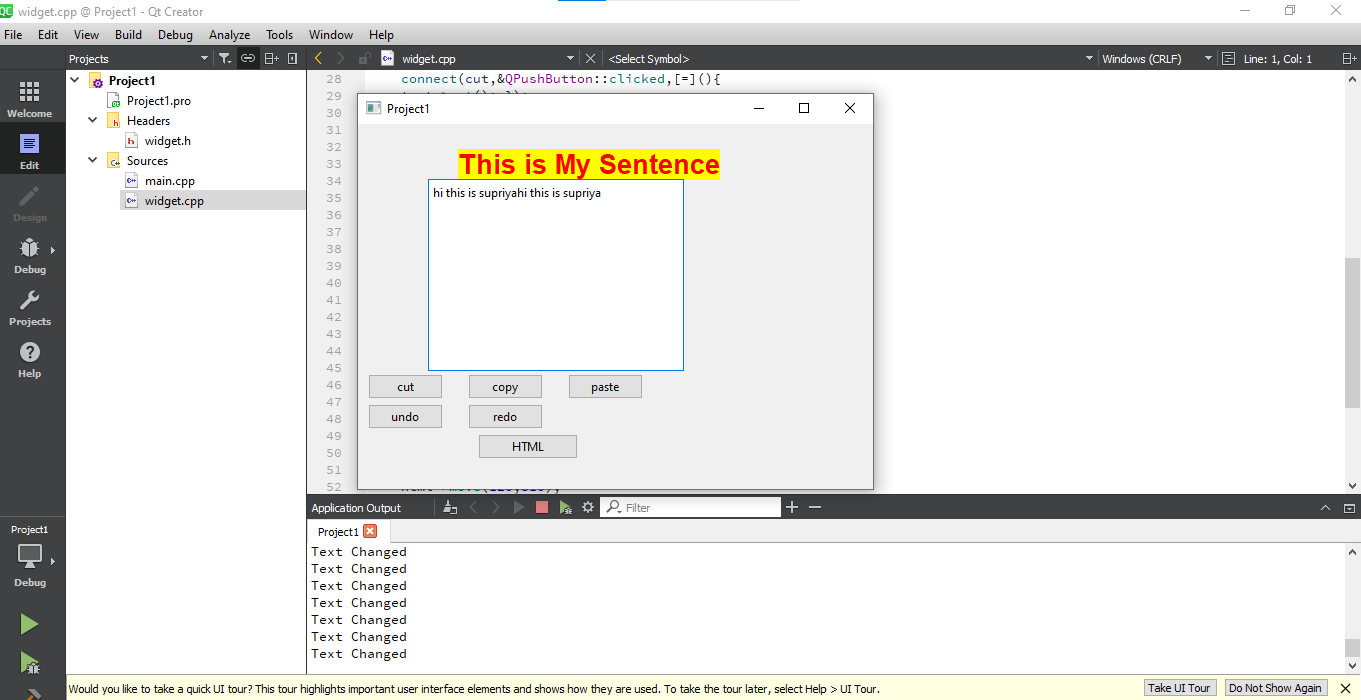 widget.cpp @ Project1 - Qt Creator
File Edit View Build Debug Analyze Tools Window Help
Projects widget.cpp <Select Symbol> Windows (CRLF) Line: 1, Col: 1
Welcome
Edit
Design
Debug
Projects
Help
Project1
Debug
Project1
Project1.pro
Headers
widget.h
Sources
main.cpp
widget.cpp
28 connect(cut,&QPushButton::clicked,[=](){
29
30
31
32
33
34
35
36
37
38
39
40
41
42
43
44
45
46
47
48
49
50
51
52
Project1
This is My Sentence
hi this is supriyahi this is supriya
cut copy paste
undo redo
HTML
Application Output Filter
Project1
Text Changed
Text Changed
Text Changed
Text Changed
Text Changed
Text Changed
Text Changed
Would you like to take a quick UI tour? This tour highlights important user interface elements and shows how they are used. To take the tour later, select Help > UI Tour. Take UI Tour Do Not Show Again